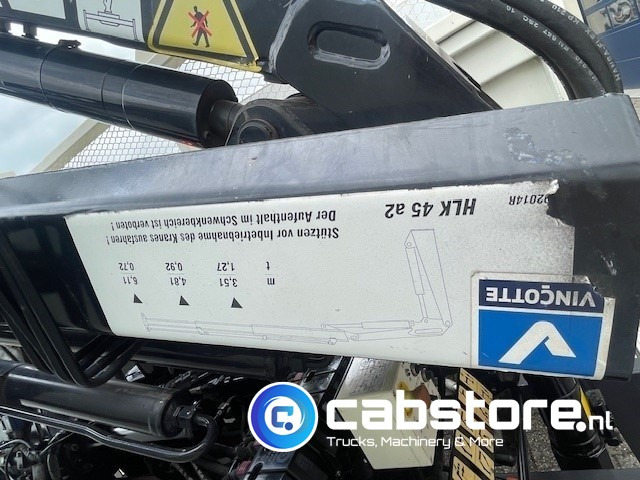 HLK 45 a2
92014R
Stützen vor Inbetriebnahme des Kranes ausfahren !
Der Aufenthalt im Schwenkbereich ist verboten !
m 3,51 4,81 6,11
t 1,27 0,92 0,72
VINÇOTTE
cabstore.nl
Trucks, Machinery & More